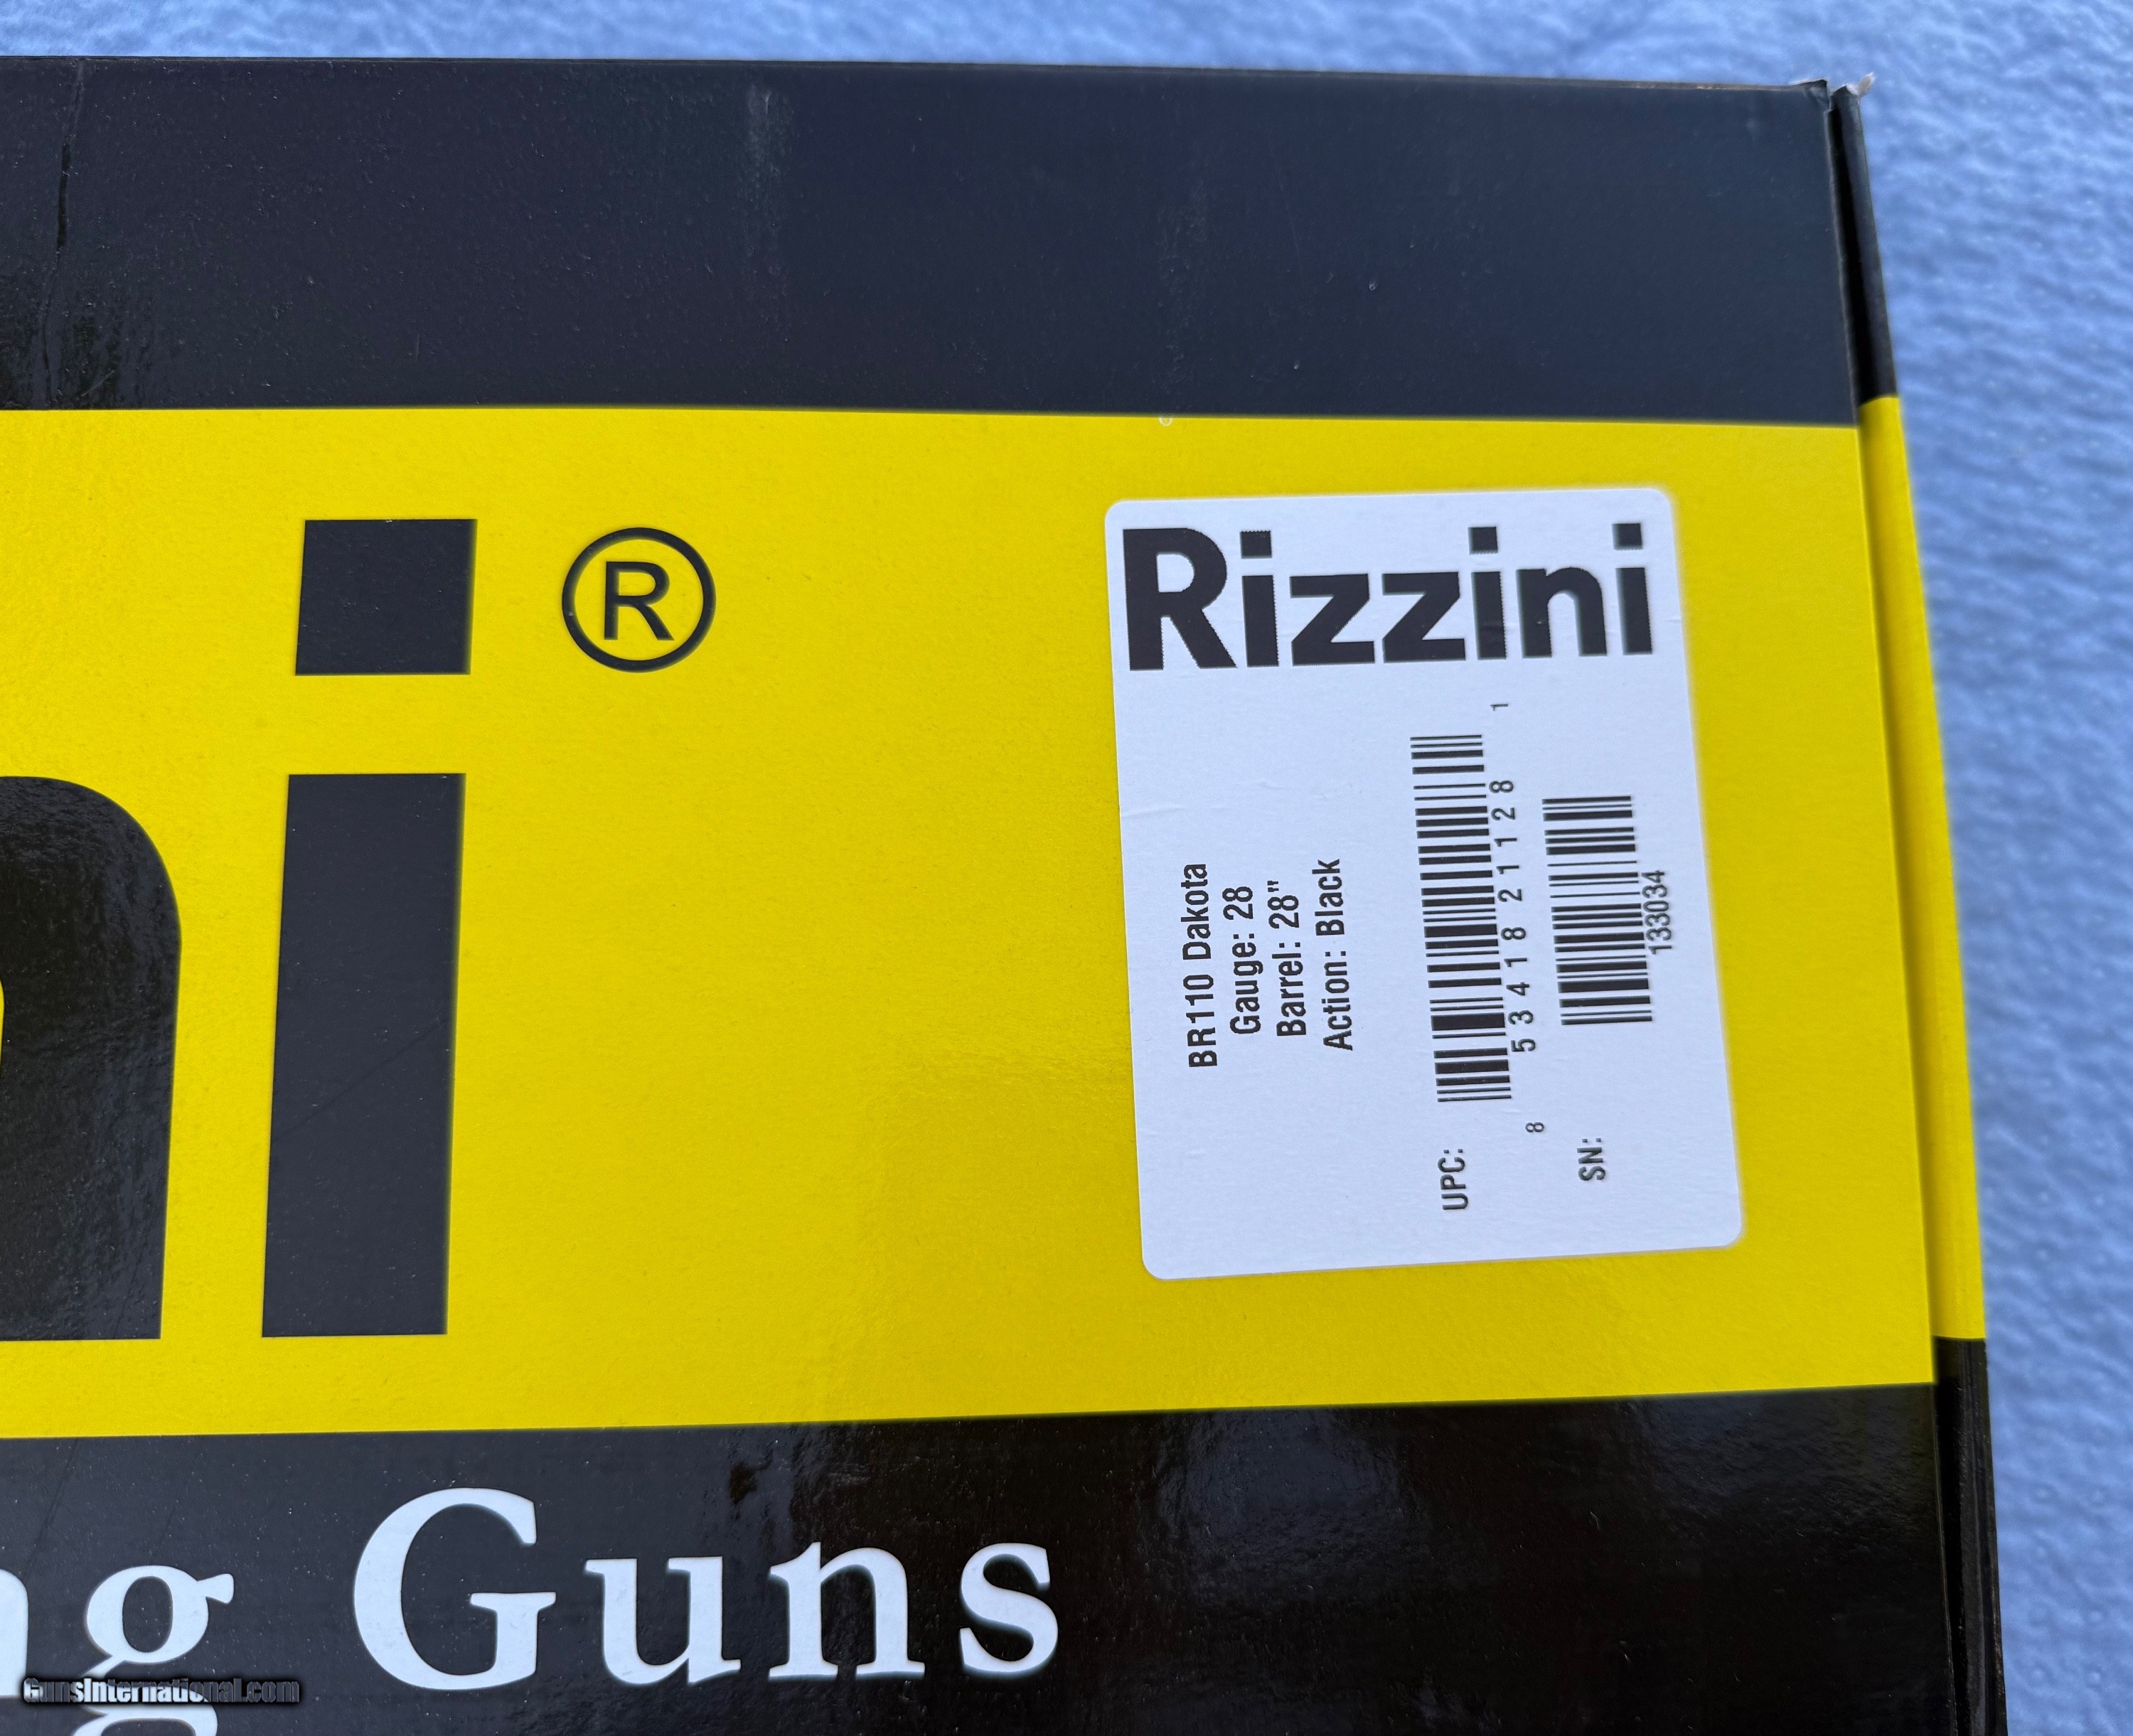 ni®
Rizzini
BR110 Dakota
Gauge: 28
Barrel: 28"
Action: Black
UPC:
8 53418 21128 1
SN:
133034
ng Guns
GunsInternational.com